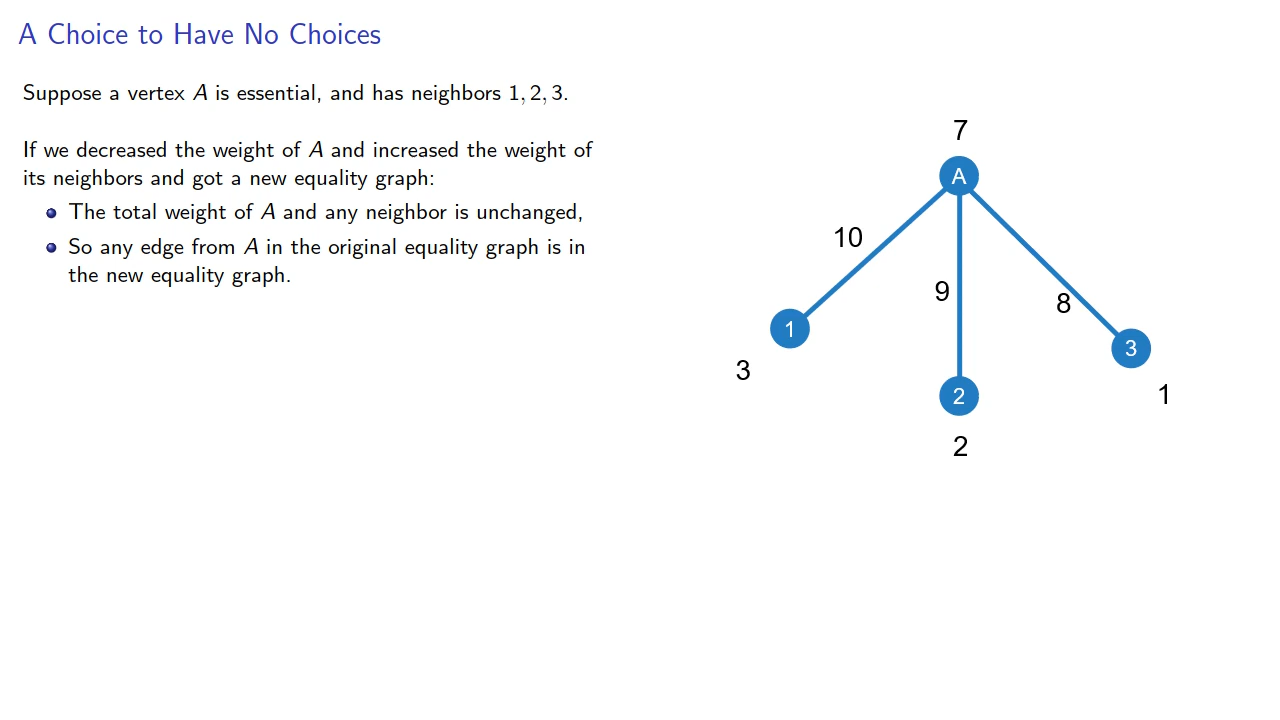 A Choice to Have No Choices
Suppose a vertex A is essential, and has neighbors 1, 2, 3.
If we decreased the weight of A and increased the weight of
its neighbors and got a new equality graph:
The total weight of A and any neighbor is unchanged,
So any edge from A in the original equality graph is in
the new equality graph.
7
A
10
9
8
1
3
3
1
2
2